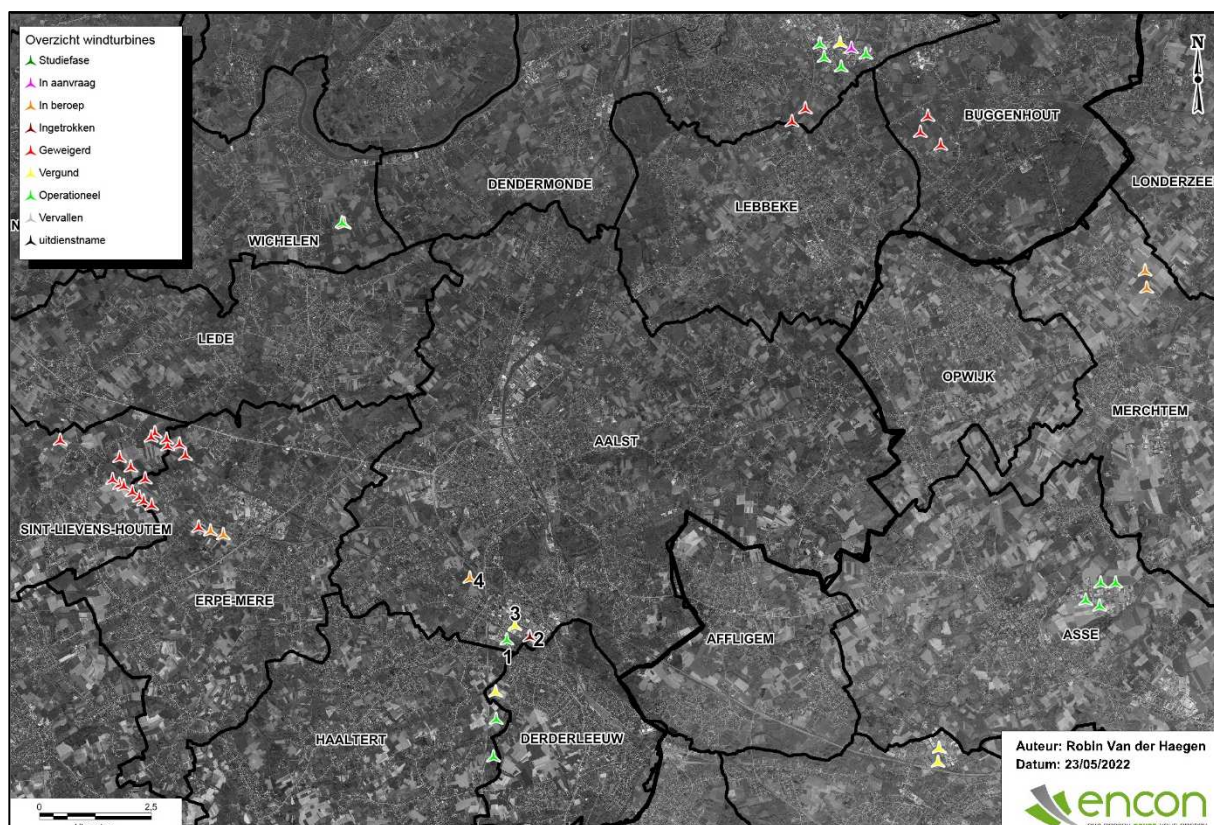 Overzicht windturbines
Studiefase
In aanvraag
In beroep
Ingetrokken
Geweigerd
Vergund
Operationeel
Vervallen
uitdienstname
N
BUGGENHOUT
DENDERMONDE
LONDERZEE
LEBBEKE
WICHELEN
LEDE
OPWIJK
MERCHTEM
AALST
SINT-LIEVENS-HOUTEM
4
ERPE-MERE
3
2
1
AFFLIGEM
ASSE
HAALTERT
DERDERLEEUW
Auteur: Robin Van der Haegen
Datum: 23/05/2022
encon
0 2,5